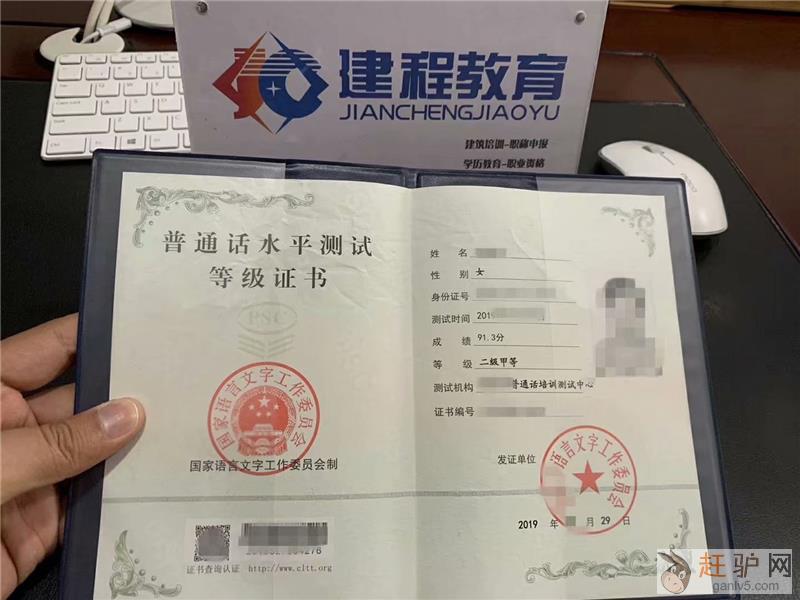 建程教育
JIANCHENGJIAOYU
建筑培训-职称申报
学历教育-职业资格
普通话水平测试
等级证书
PSC
国家语言文字工作委员会
国家语言文字工作委员会制
证书查询认证 http://www.cltt.org
姓 名
性 别 女
身份证号
测试时间 2019
成 绩 91.3分
等 级 二级甲等
测试机构 普通话培训测试中心
证书编号
发证单位
语言文字工作委员会
2019 年 月 29 日
赶驴网
ganlv5.com